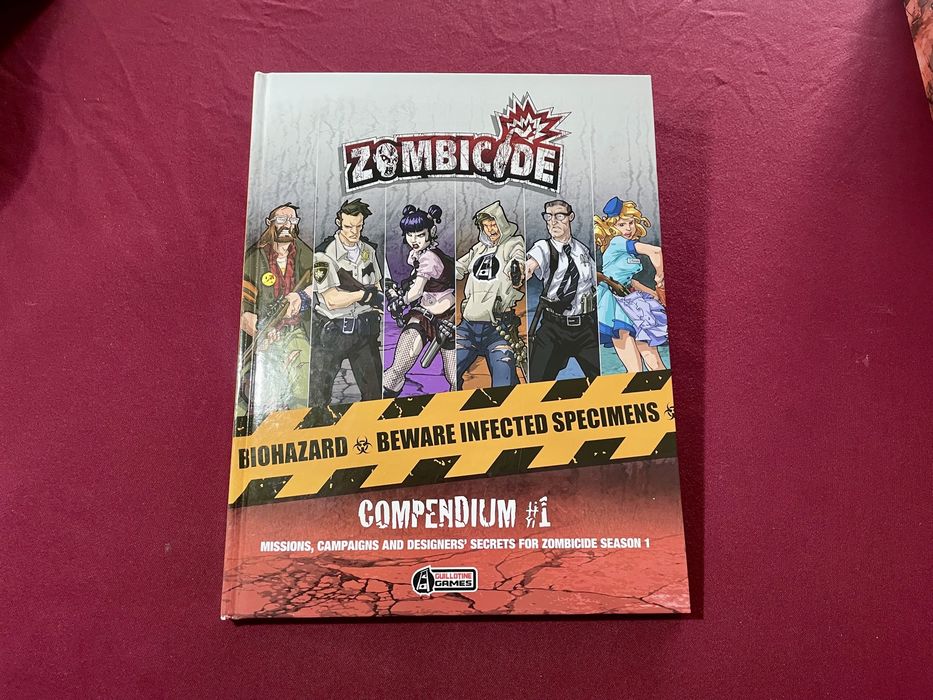 ZOMBICIDE
BIOHAZARD BEWARE INFECTED SPECIMENS
COMPENDIUM #1
MISSIONS, CAMPAIGNS AND DESIGNERS' SECRETS FOR ZOMBICIDE SEASON 1
GUILLOTINE
GAMES